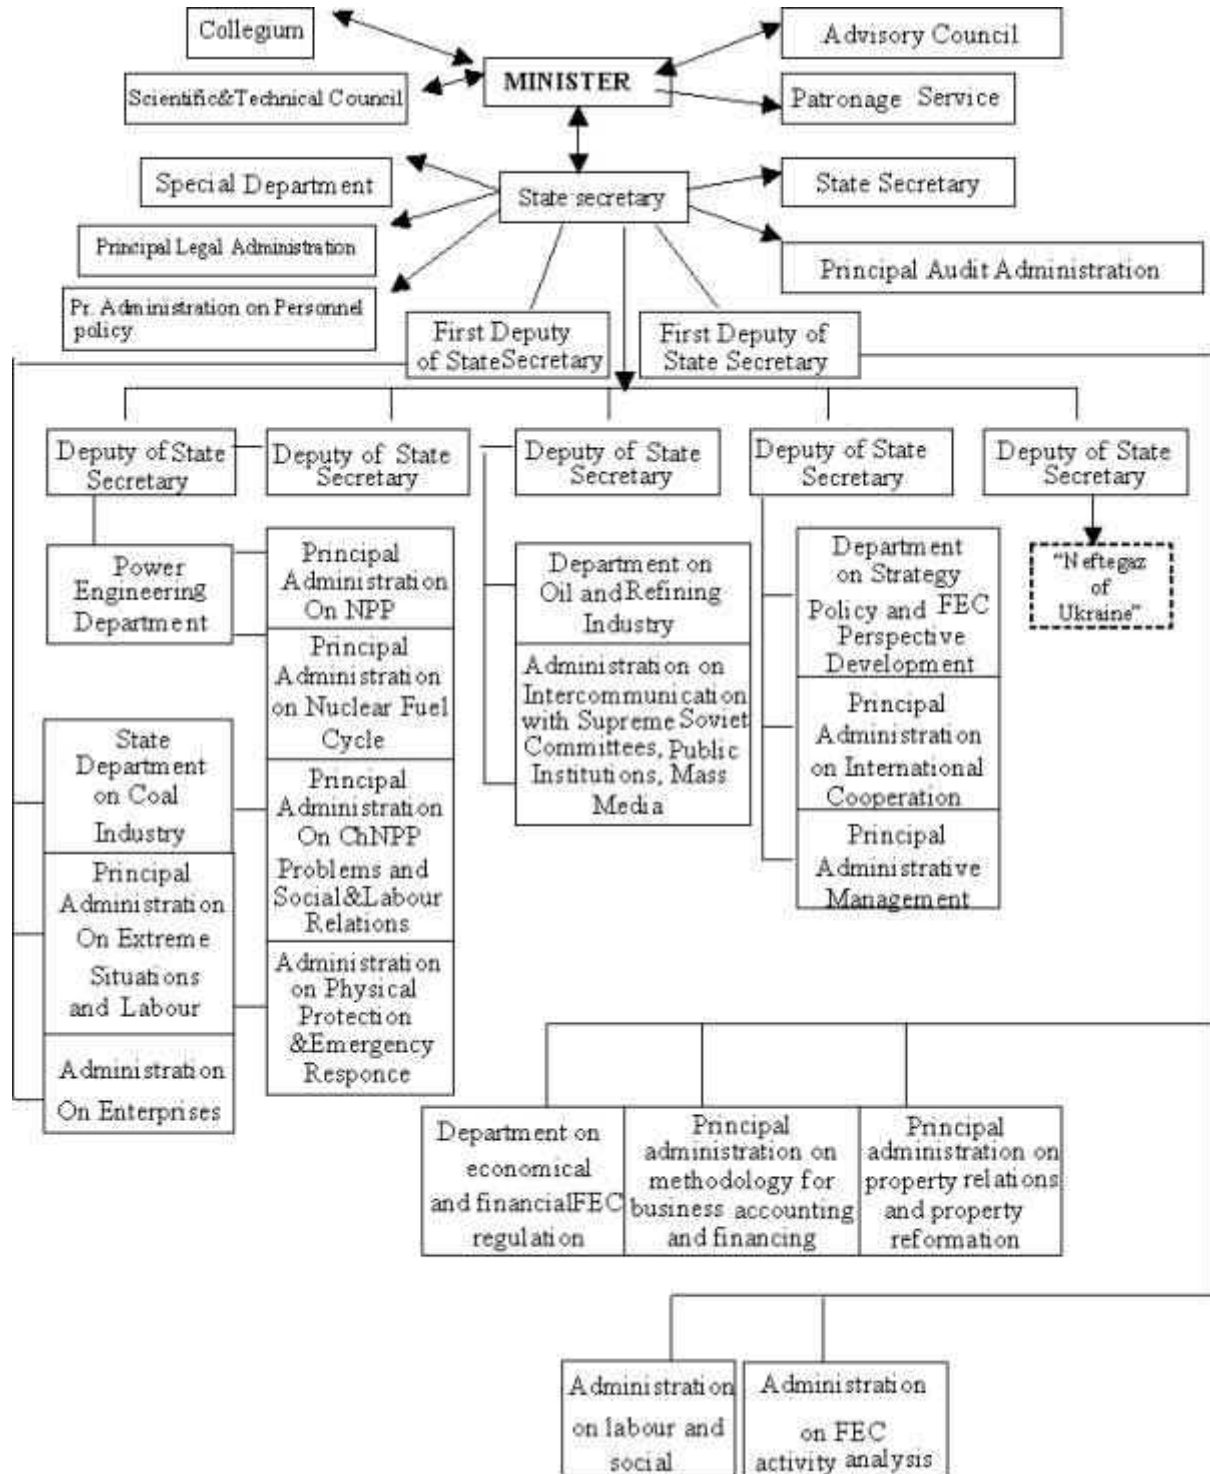 Collegium
Advisory Council
MINISTER
Scientific&Technical Council
Patronage Service
Special Department
State secretary
State Secretary
Principal Legal Administration
Principal Audit Administration
Pr. Administration on Personnel
policy
First Deputy
of State Secretary
First Deputy of
State Secretary
Deputy of State
Secretary
Deputy of State
Secretary
Deputy of State
Secretary
Deputy of State
Secretary
Deputy of State
Secretary
Power
Engineering
Department
Principal
Administration
On NPP
Principal
Administration
on Nuclear Fuel
Cycle
Principal
Administration
On ChNPP
Problems and
Social&Labour
Relations
Administration
on Physical
Protection
&Emergency
Responce
State
Department
on Coal
Industry
Principal
Administration
On Extreme
Situations
and Labour
Administration
On Enterprises
Department on
Oil and Refining
Industry
Administration on
Intercommunication
with Supreme Soviet
Committees, Public
Institutions, Mass
Media
Department
on Strategy
Policy and FEC
Perspective
Development
Principal
Administration
on International
Cooperation
Principal
Administrative
Management
"Neftegaz
of
Ukraine"
Department on
economical
and financialFEC
regulation
Principal
administration on
methodology for
business accounting
and financing
Principal
administration on
property relations
and property
reformation
Administration
on labour and
social
Administration
on FEC
activity analysis